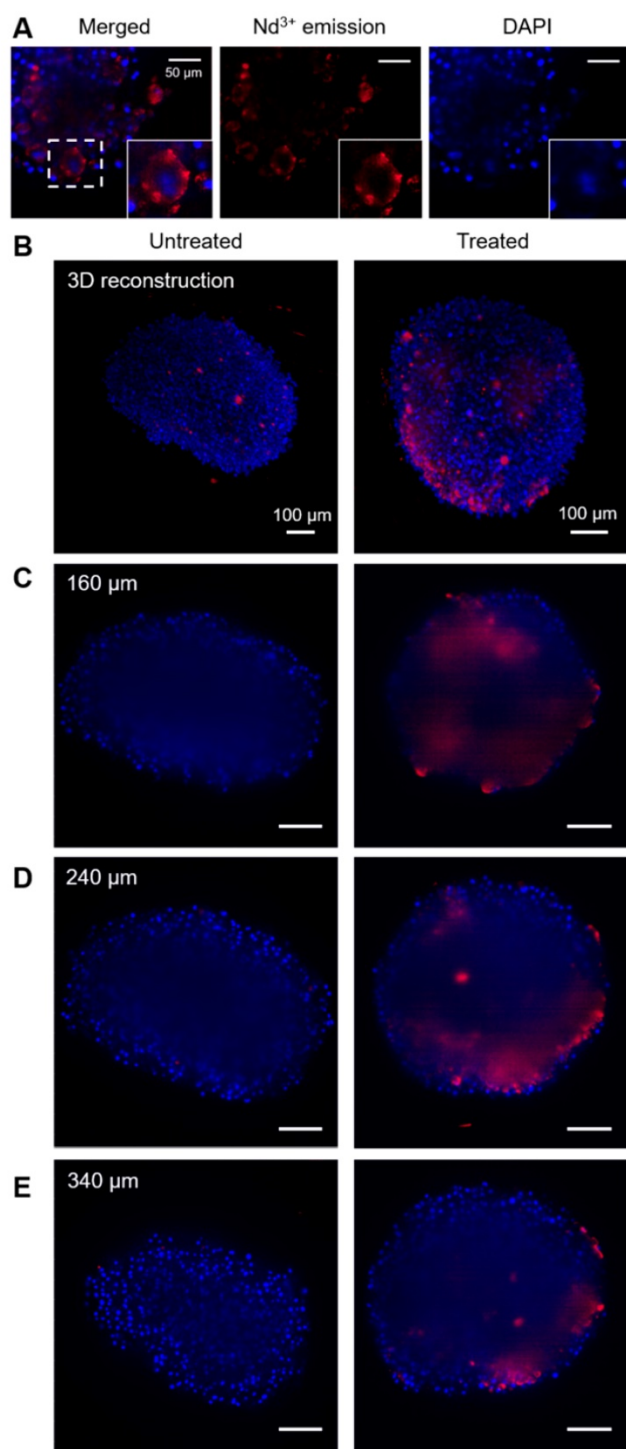 A Merged Nd³⁺ emission DAPI
50 µm
Untreated Treated
B 3D reconstruction
100 µm 100 µm
C 160 µm
D 240 µm
E 340 µm